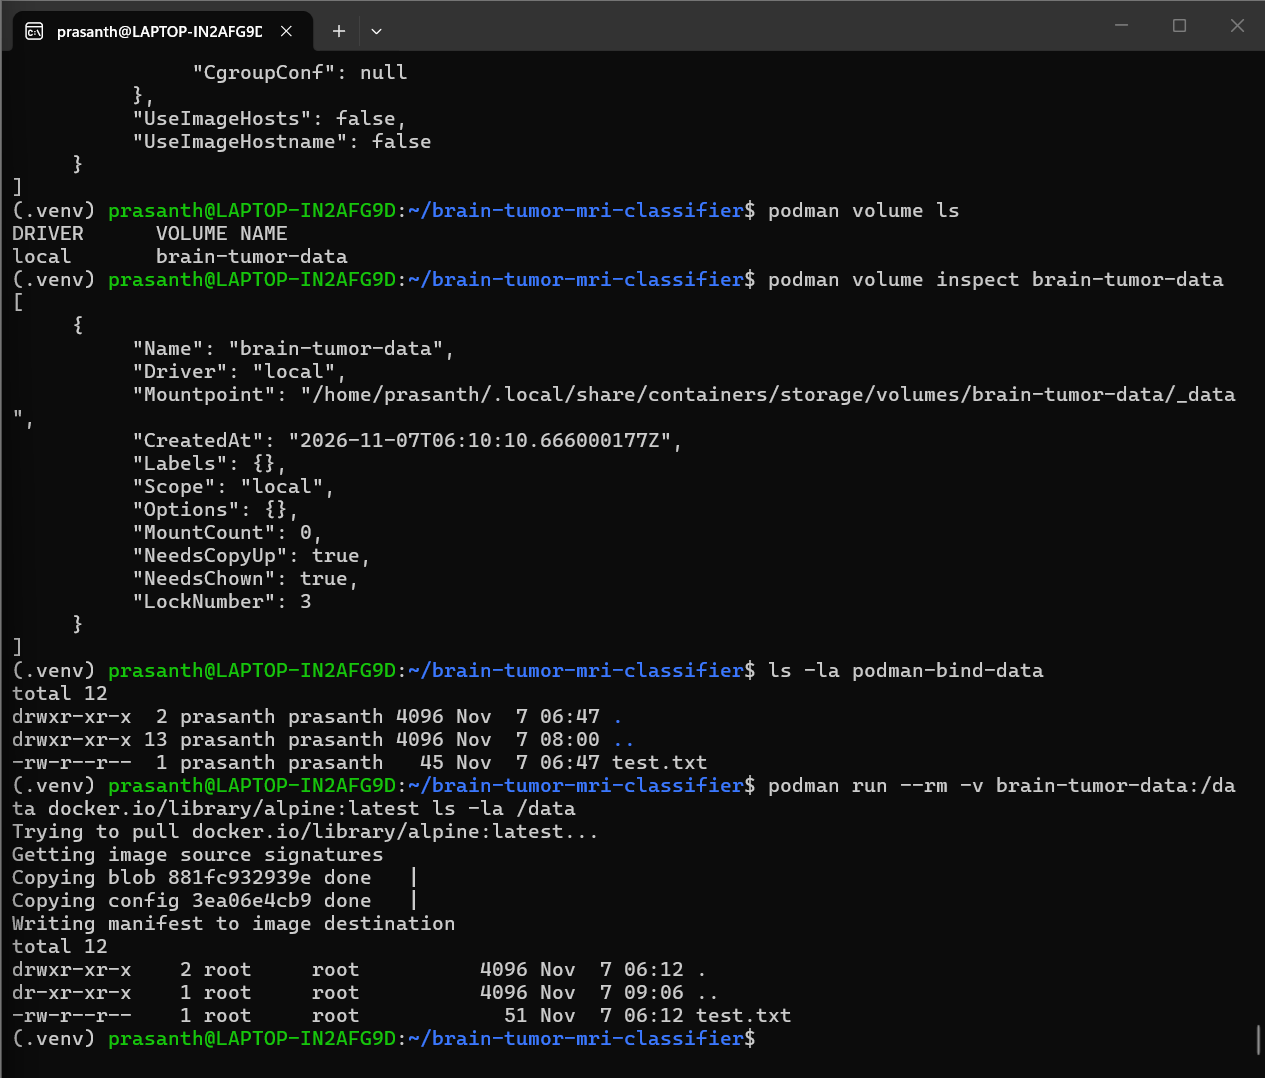 prasanth@LAPTOP-IN2AFG9D
"CgroupConf": null
},
"UseImageHosts": false,
"UseImageHostname": false
}
]
(.venv) prasanth@LAPTOP-IN2AFG9D:~/brain-tumor-mri-classifier$ podman volume ls
DRIVER      VOLUME NAME
local       brain-tumor-data
(.venv) prasanth@LAPTOP-IN2AFG9D:~/brain-tumor-mri-classifier$ podman volume inspect brain-tumor-data
[
{
"Name": "brain-tumor-data",
"Driver": "local",
"Mountpoint": "/home/prasanth/.local/share/containers/storage/volumes/brain-tumor-data/_data
",
"CreatedAt": "2026-11-07T06:10:10.666000177Z",
"Labels": {},
"Scope": "local",
"Options": {},
"MountCount": 0,
"NeedsCopyUp": true,
"NeedsChown": true,
"LockNumber": 3
}
]
(.venv) prasanth@LAPTOP-IN2AFG9D:~/brain-tumor-mri-classifier$ ls -la podman-bind-data
total 12
drwxr-xr-x  2 prasanth prasanth 4096 Nov  7 06:47 .
drwxr-xr-x 13 prasanth prasanth 4096 Nov  7 08:00 ..
-rw-r--r--  1 prasanth prasanth   45 Nov  7 06:47 test.txt
(.venv) prasanth@LAPTOP-IN2AFG9D:~/brain-tumor-mri-classifier$ podman run --rm -v brain-tumor-data:/da
ta docker.io/library/alpine:latest ls -la /data
Trying to pull docker.io/library/alpine:latest...
Getting image source signatures
Copying blob 881fc932939e done   |
Copying config 3ea06e4cb9 done   |
Writing manifest to image destination
total 12
drwxr-xr-x    2 root     root          4096 Nov  7 06:12 .
dr-xr-xr-x    1 root     root          4096 Nov  7 09:06 ..
-rw-r--r--    1 root     root            51 Nov  7 06:12 test.txt
(.venv) prasanth@LAPTOP-IN2AFG9D:~/brain-tumor-mri-classifier$